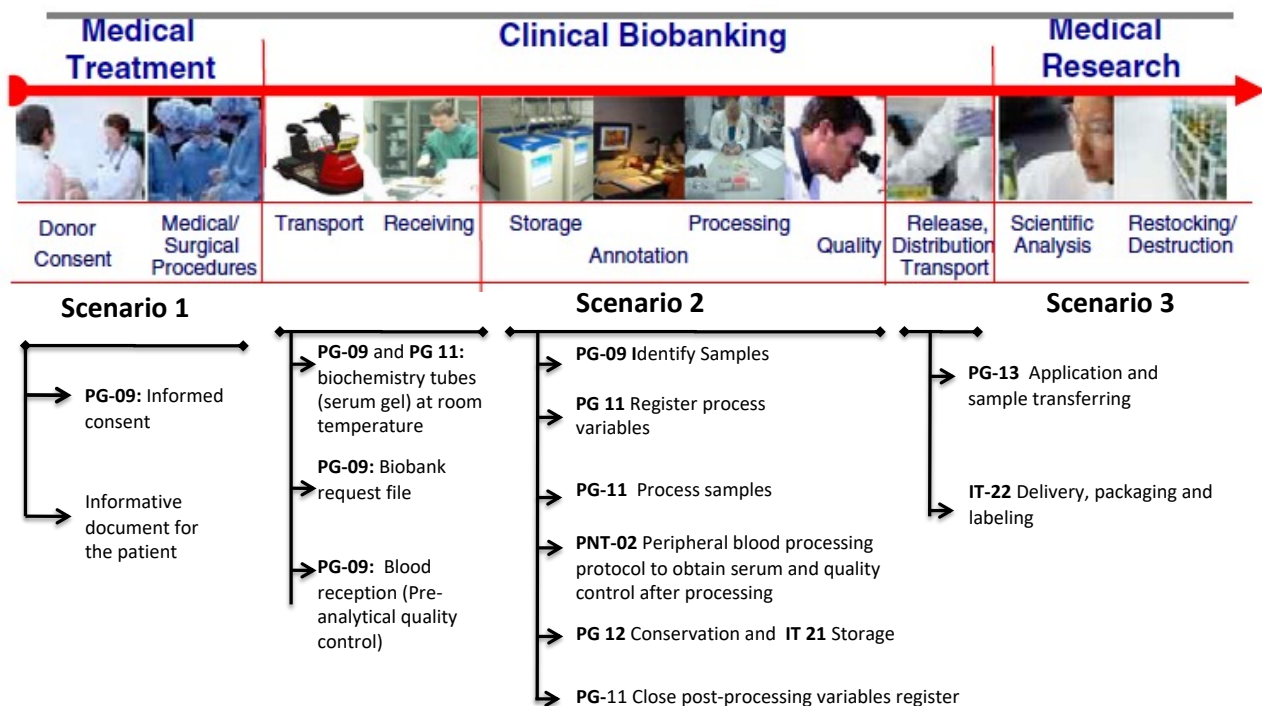 Medical
Treatment
Clinical Biobanking
Medical
Research
Donor
Consent
Medical/
Surgical
Procedures
Transport
Receiving
Storage
Annotation
Processing
Quality
Release,
Distribution
Transport
Scientific
Analysis
Restocking/
Destruction
Scenario 1
Scenario 2
Scenario 3
PG-09: Informed
consent
Informative
document for
the patient
PG-09 and PG 11:
biochemistry tubes
(serum gel) at room
temperature
PG-09: Biobank
request file
PG-09: Blood
reception (Pre-
analytical quality
control)
PG-09 Identify Samples
PG 11 Register process
variables
PG-11 Process samples
PNT-02 Peripheral blood processing
protocol to obtain serum and quality
control after processing
PG 12 Conservation and IT 21 Storage
PG-11 Close post-processing variables register
PG-13 Application and
sample transferring
IT-22 Delivery, packaging and
labeling